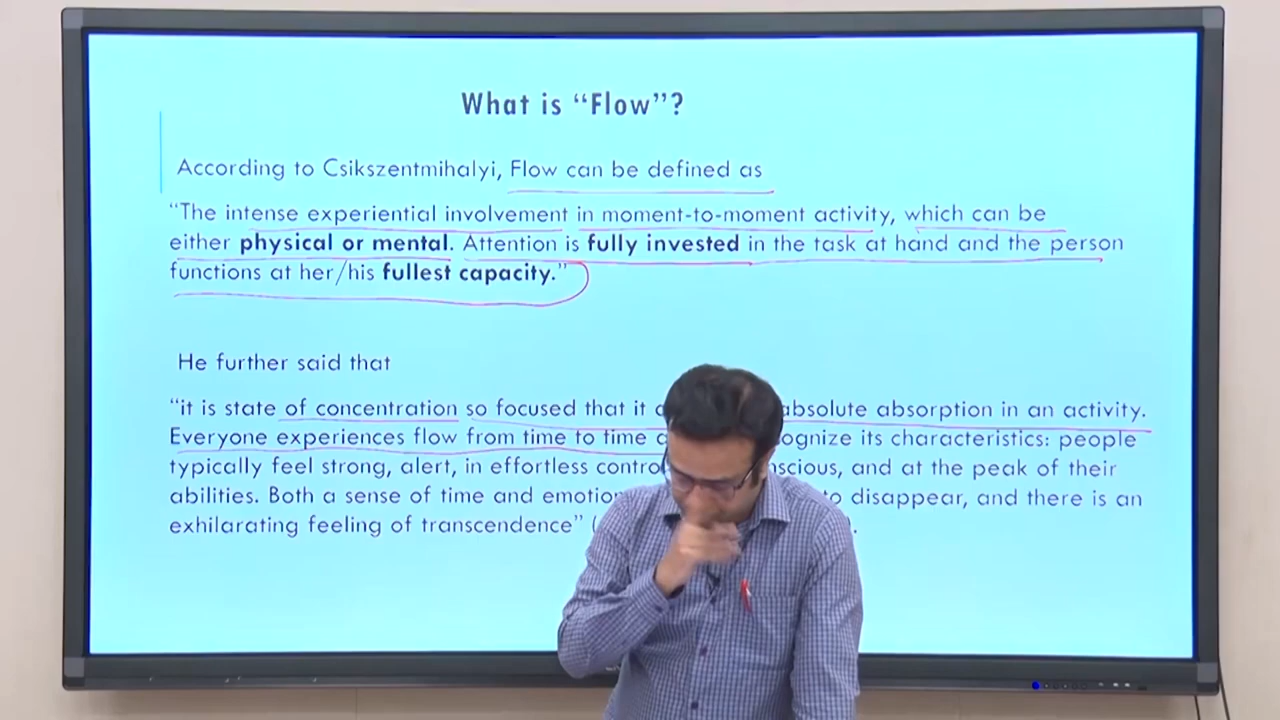 What is “Flow”?
According to Csikszentmihalyi, Flow can be defined as
“The intense experiential involvement in moment-to-moment activity, which can be
either physical or mental. Attention is fully invested in the task at hand and the person
functions at her/his fullest capacity.”
He further said that
“it is state of concentration so focused that it absolute absorption in an activity.
Everyone experiences flow from time to time its characteristics: people
typically feel strong, alert, in effortless and at the peak of their
abilities. Both a sense of time and to disappear, and there is an
exhilarating feeling of transcendence” (